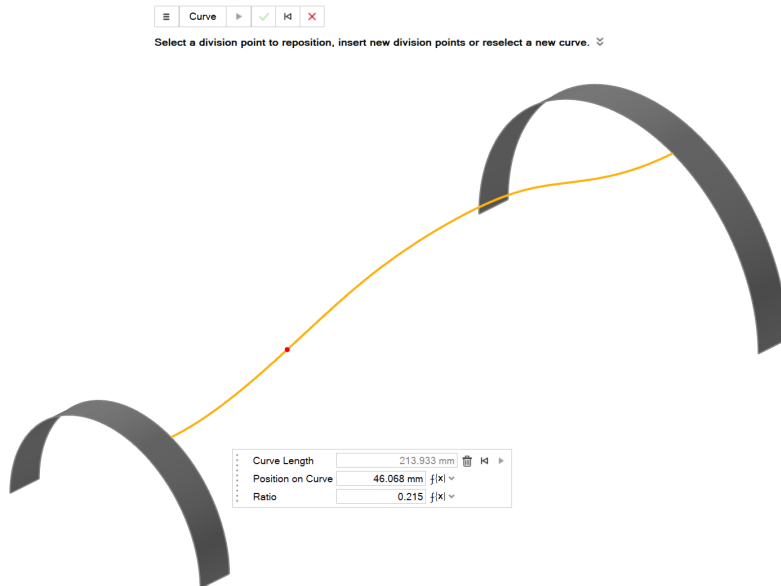 Curve
Select a division point to reposition, insert new division points or reselect a new curve.
Curve Length 213.933 mm
Position on Curve 46.068 mm f(x)
Ratio 0.215 f(x)